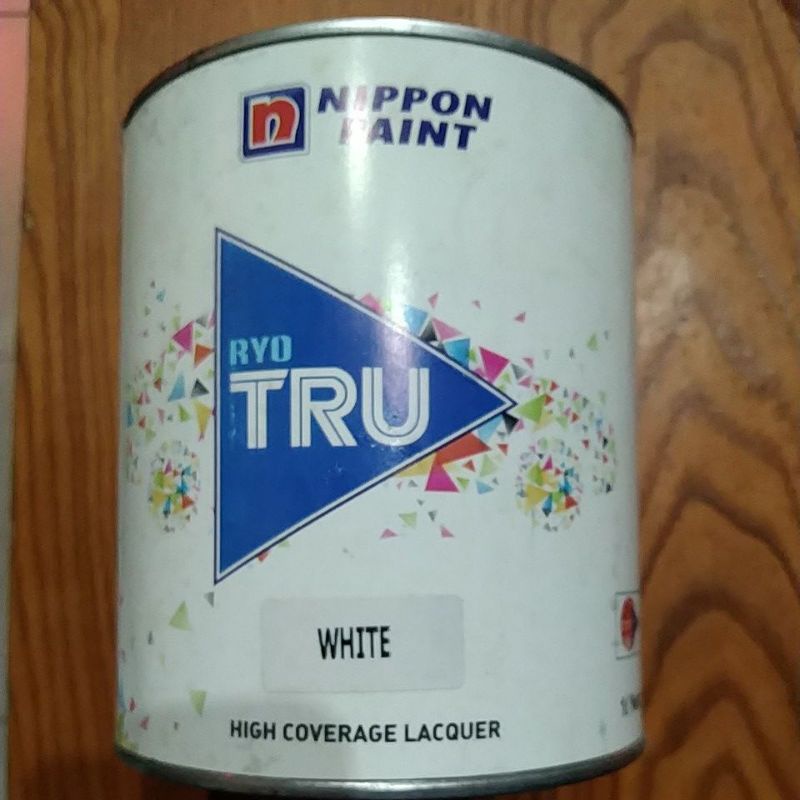 n
NIPPON
PAINT
RYO
TRU
WHITE
HIGH COVERAGE LACQUER